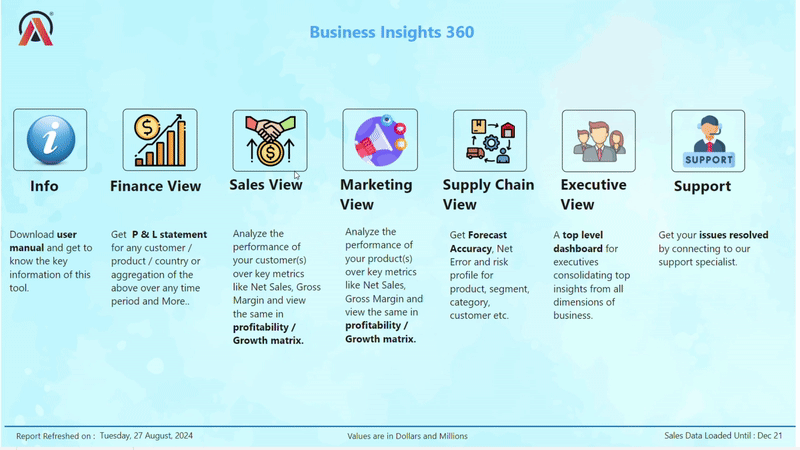 Business Insights 360
SUPPORT
Info
Finance View
Sales View
Marketing
View
Supply Chain
View
Executive
View
Support
Download user
manual and get to
know the key
information of this
tool.
Get P & L statement
for any customer /
product / country or
aggregation of the
above over any time
period and More..
Analyze the
performance of
your customer(s)
over key metrics
like Net Sales, Gross
Margin and view
the same in
profitability /
Growth matrix.
Analyze the
performance of
your product(s)
over key metrics
like Net Sales,
Gross Margin and
view the same in
profitability /
Growth matrix.
Get Forecast
Accuracy, Net
Error and risk
profile for
product, segment,
category,
customer etc.
A top level
dashboard for
executives
consolidating top
insights from all
dimensions of
business.
Get your issues resolved
by connecting to our
support specialist.
Report Refreshed on : Tuesday, 27 August, 2024
Values are in Dollars and Millions
Sales Data Loaded Until : Dec 21